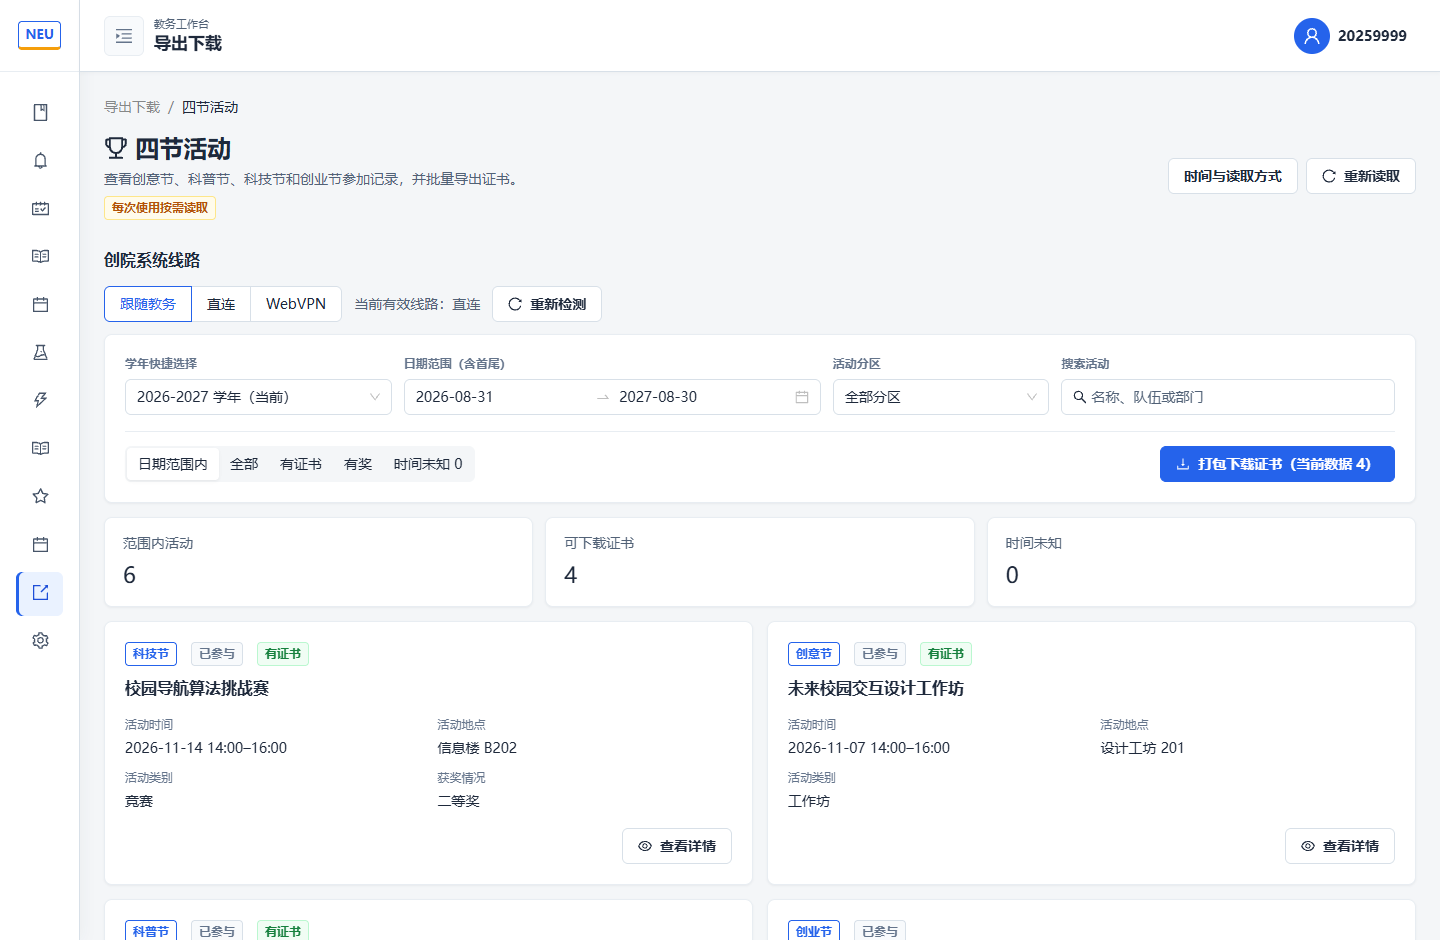 NEU
教务工作台
导出下载
20259999
导出下载 / 四节活动
四节活动
查看创意节、科普节、科技节和创业节参加记录，并批量导出证书。
每次使用按需读取
时间与读取方式
重新读取
创院系统线路
跟随教务 直连 WebVPN 当前有效线路：直连 重新检测
学年快捷选择 日期范围（含首尾） 活动分区 搜索活动
2026-2027 学年（当前） 2026-08-31 → 2027-08-30 全部分区 名称、队伍或部门
日期范围内 全部 有证书 有奖 时间未知 0 打包下载证书（当前数据 4）
范围内活动 可下载证书 时间未知
6 4 0
科技节 已参与 有证书
校园导航算法挑战赛
活动时间 活动地点
2026-11-14 14:00–16:00 信息楼 B202
活动类别 获奖情况
竞赛 二等奖
查看详情
创意节 已参与 有证书
未来校园交互设计工作坊
活动时间 活动地点
2026-11-07 14:00–16:00 设计工坊 201
活动类别
工作坊
查看详情
科普节 已参与 有证书
创业节 已参与